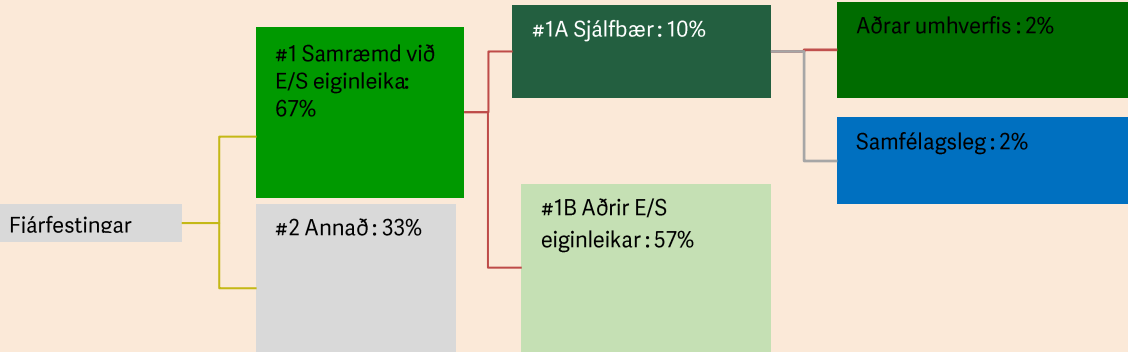 #1A Sjálfbær : 10%
Aðrar umhverfis : 2%
#1 Samræmd við
E/S eiginleika:
67%
Samfélagsleg : 2%
Fjárfestingar
#2 Annað : 33%
#1B Aðrir E/S
eiginleikar : 57%